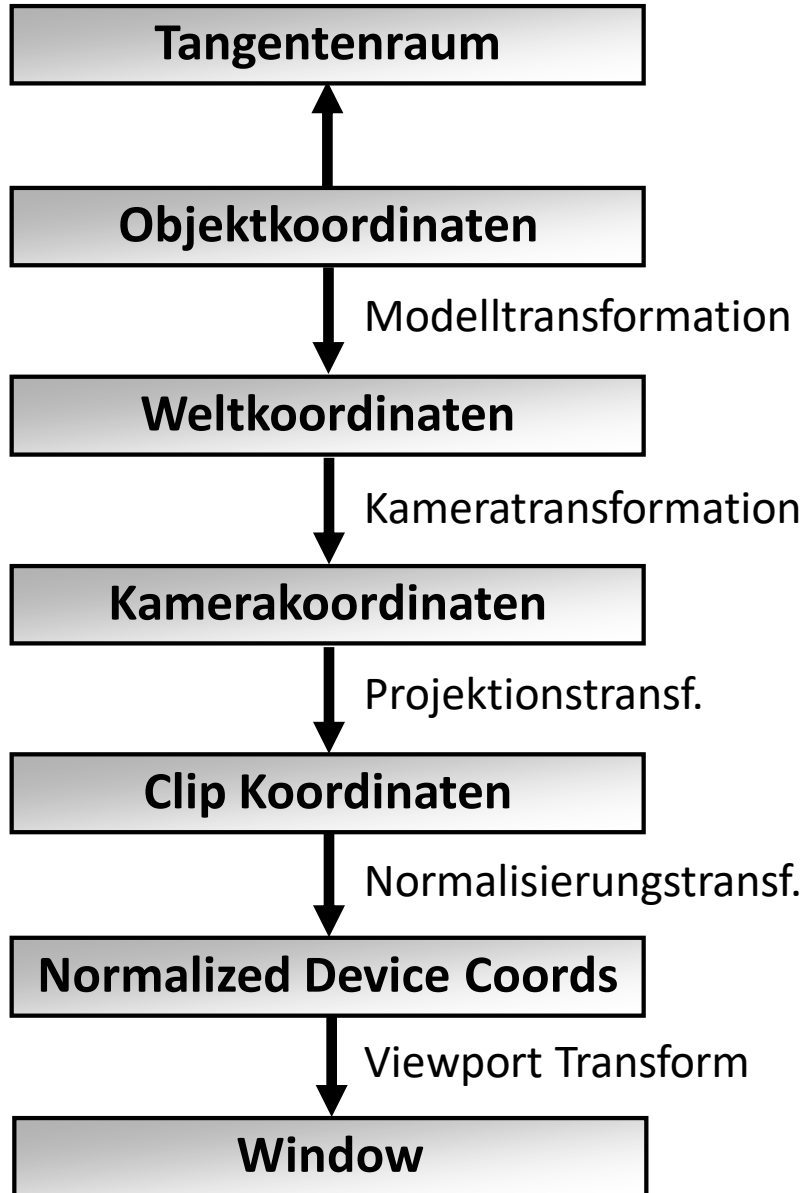 Tangentenraum
Objektkoordinaten
Modelltransformation
Weltkoordinaten
Kameratransformation
Kamerakoordinaten
Projektionstransf.
Clip Koordinaten
Normalisierungstransf.
Normalized Device Coords
Viewport Transform
Window